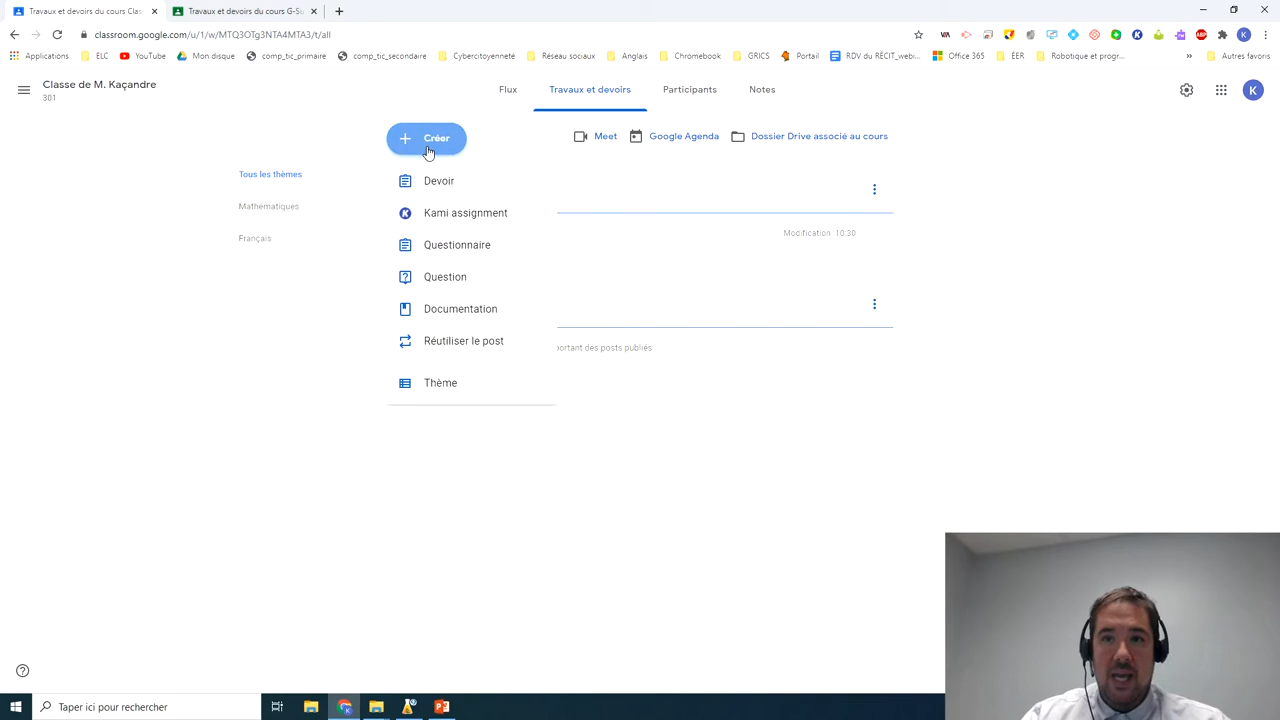 Travaux et devoirs du cours Clas
Travaux et devoirs du cours G-Su
classroom.google.com/u/1/w/MTQ3OTg3NTA4MTA3/t/all
Applications ELC YouTube Mon disque comp_tic_primaire comp_tic_secondaire Cybercitoyenneté Réseau sociaux Anglais Chromebook GRICS Portail RDV du RÉCIT_webi... Office 365 ÉER Robotique et progr... » Autres favoris
Classe de M. Kaçandre
301
Flux Travaux et devoirs Participants Notes
K
Créer
Meet Google Agenda Dossier Drive associé au cours
Tous les thèmes
Mathématiques
Français
Devoir
Kami assignment
Questionnaire
Question
Documentation
Réutiliser le post
Thème
Modification 10:30
portant des posts publiés
Taper ici pour rechercher